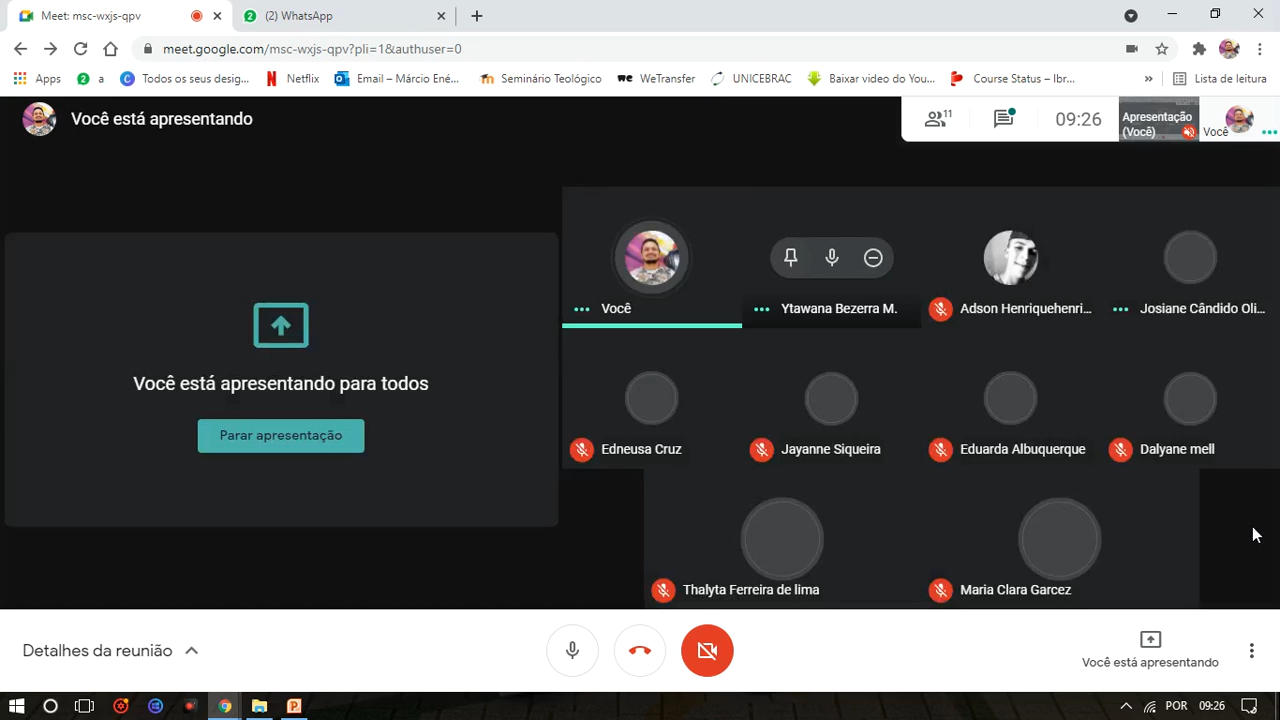 Meet: msc-wxjs-qpv
(2) WhatsApp
meet.google.com/msc-wxjs-qpv?pli=1&authuser=0
Apps
2 a
Todos os seus desig...
Netflix
Email – Márcio Ené...
Seminário Teológico
WeTransfer
UNICEBRAC
Baixar video do You...
Course Status – Ibr...
»
Lista de leitura
Você está apresentando
11
09:26
Apresentação
(Você)
Você
Você está apresentando para todos
Parar apresentação
Você
Ytawana Bezerra M.
Adson Henriquehenri...
Josiane Cândido Oli...
Edneusa Cruz
Jayanne Siqueira
Eduarda Albuquerque
Dalyane mell
Thalyta Ferreira de lima
Maria Clara Garcez
Detalhes da reunião
Você está apresentando
POR
09:26